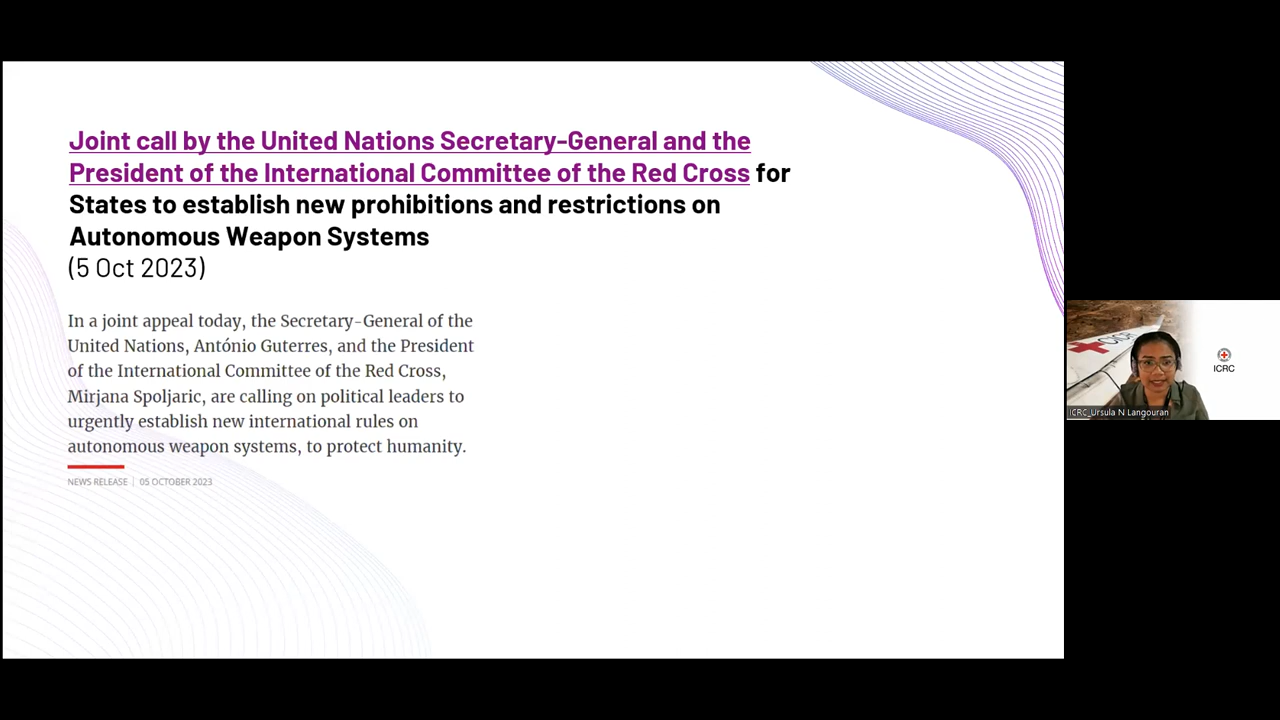 Joint call by the United Nations Secretary-General and the
President of the International Committee of the Red Cross for
States to establish new prohibitions and restrictions on
Autonomous Weapon Systems
(5 Oct 2023)
In a joint appeal today, the Secretary-General of the
United Nations, António Guterres, and the President
of the International Committee of the Red Cross,
Mirjana Spoljaric, are calling on political leaders to
urgently establish new international rules on
autonomous weapon systems, to protect humanity.
NEWS RELEASE | 05 OCTOBER 2023
ICRC
ICRC
ICRC_Ursula N Langouran